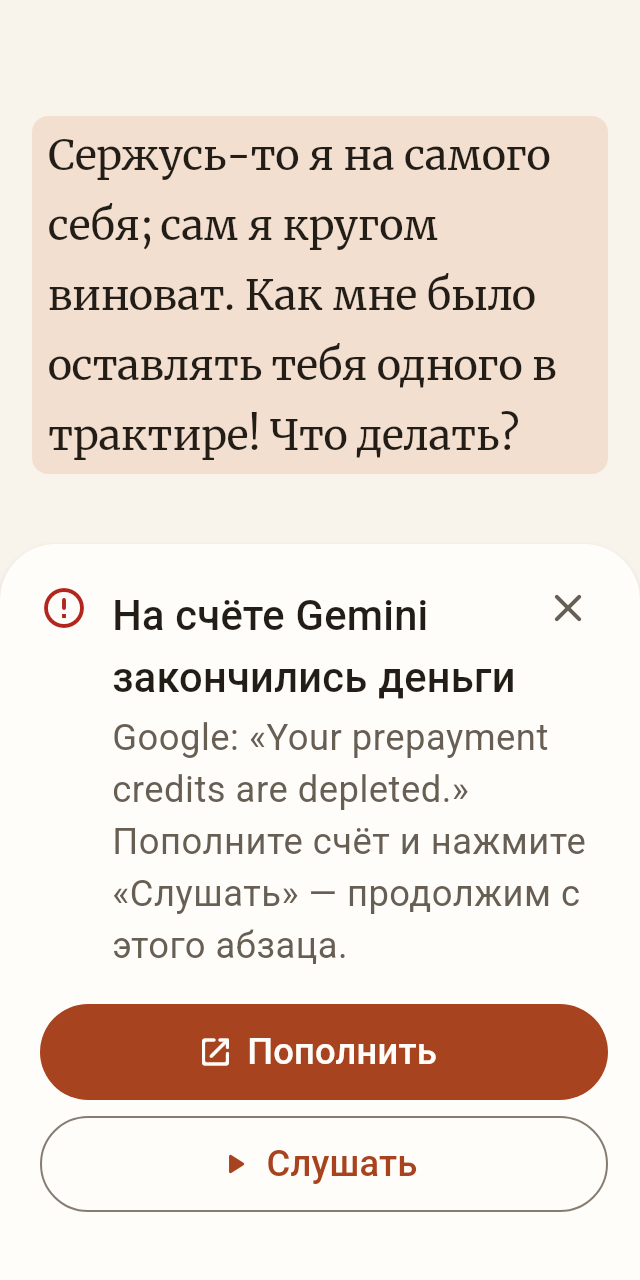 Сержусь-то я на самого
себя; сам я кругом
виноват. Как мне было
оставлять тебя одного в
трактире! Что делать?
На счёте Gemini
закончились деньги
Google: «Your prepayment
credits are depleted.»
Пополните счёт и нажмите
«Слушать» — продолжим с
этого абзаца.
Пополнить
Слушать